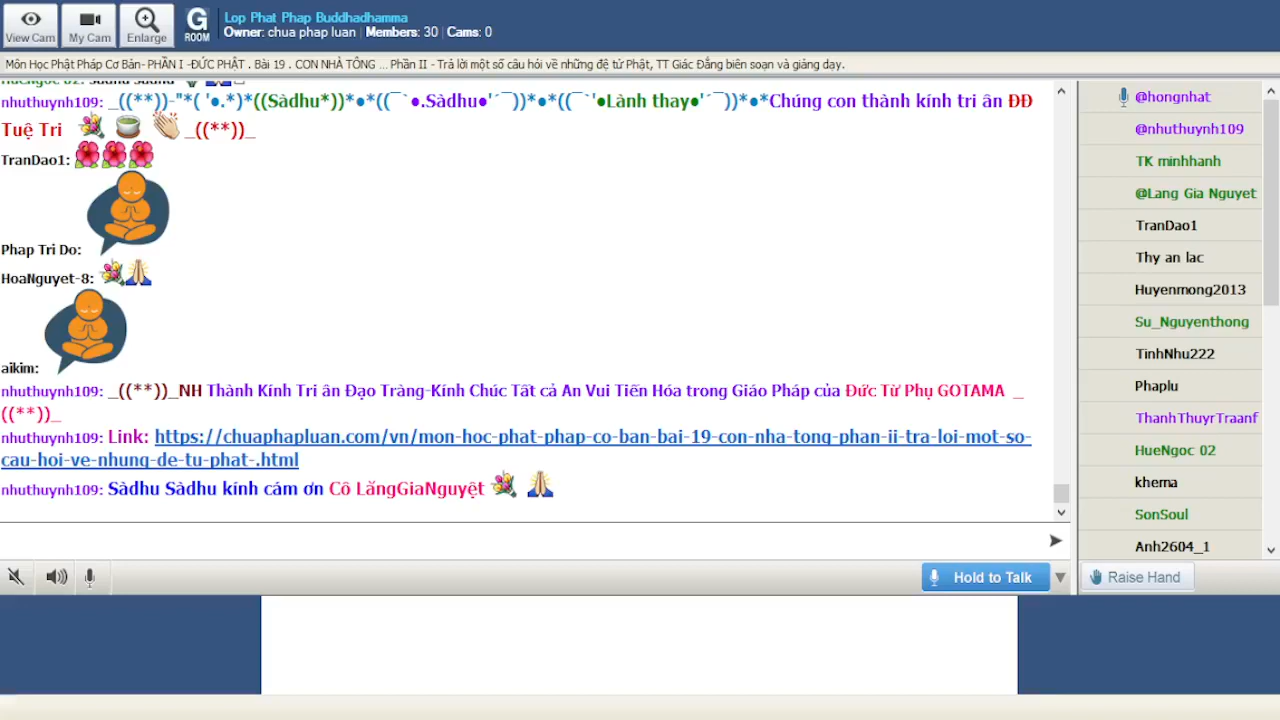 View Cam
My Cam
Enlarge
G
ROOM
Lop Phat Phap Buddhadhamma
Owner: chua phap luan | Members: 30 | Cams: 0
Môn Học Phật Pháp Cơ Bản- PHẦN I -ĐỨC PHẬT . Bài 19 . CON NHÀ TÔNG ... Phần II - Trả lời một số câu hỏi về những đệ tử Phật, TT Giác Đẳng biên soạn và giảng dạy.
nhuthuynh109: _((**))-"*( '●.*)*((Sàdhu*))*●*((¯`●.Sàdhu●'´¯))*●*((¯`'●Lành thay●'´¯))*●*Chúng con thành kính tri ân ĐĐ
Tuệ Tri _((**))_
TranDao1:
Phap Tri Do:
HoaNguyet-8:
aikim:
nhuthuynh109: _((**))_NH Thành Kính Tri ân Đạo Tràng-Kính Chúc Tất cả An Vui Tiến Hóa trong Giáo Pháp của Đức Từ Phụ GOTAMA _
((**))_
nhuthuynh109: Link: https://chuaphapluan.com/vn/mon-hoc-phat-phap-co-ban-bai-19-con-nha-tong-phan-ii-tra-loi-mot-so-
cau-hoi-ve-nhung-de-tu-phat-.html
nhuthuynh109: Sàdhu Sàdhu kính cám ơn Cô LăngGiaNguyệt
Hold to Talk
@hongnhat
@nhuthuynh109
TK minhhanh
@Lang Gia Nguyet
TranDao1
Thy an lac
Huyenmong2013
Su_Nguyenthong
TinhNhu222
Phaplu
ThanhThuyrTraanf
HueNgoc 02
khema
SonSoul
Anh2604_1
Raise Hand